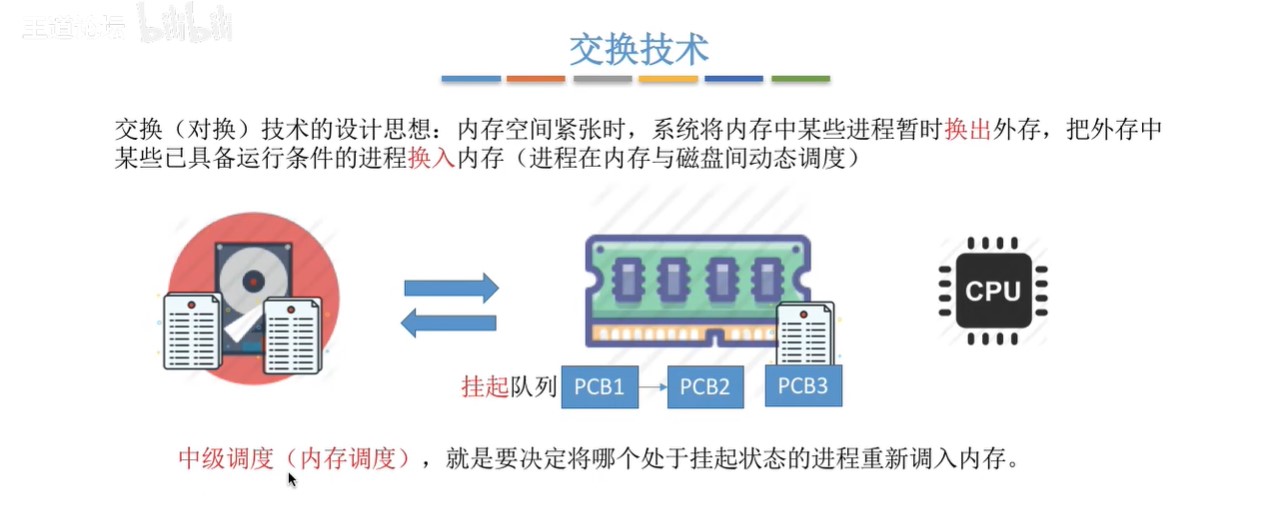 王道论坛 bilibili
交换技术
交换（对换）技术的设计思想：内存空间紧张时，系统将内存中某些进程暂时换出外存，把外存中
某些已具备运行条件的进程换入内存（进程在内存与磁盘间动态调度）
CPU
挂起队列 PCB1 PCB2 PCB3
中级调度（内存调度），就是要决定将哪个处于挂起状态的进程重新调入内存。